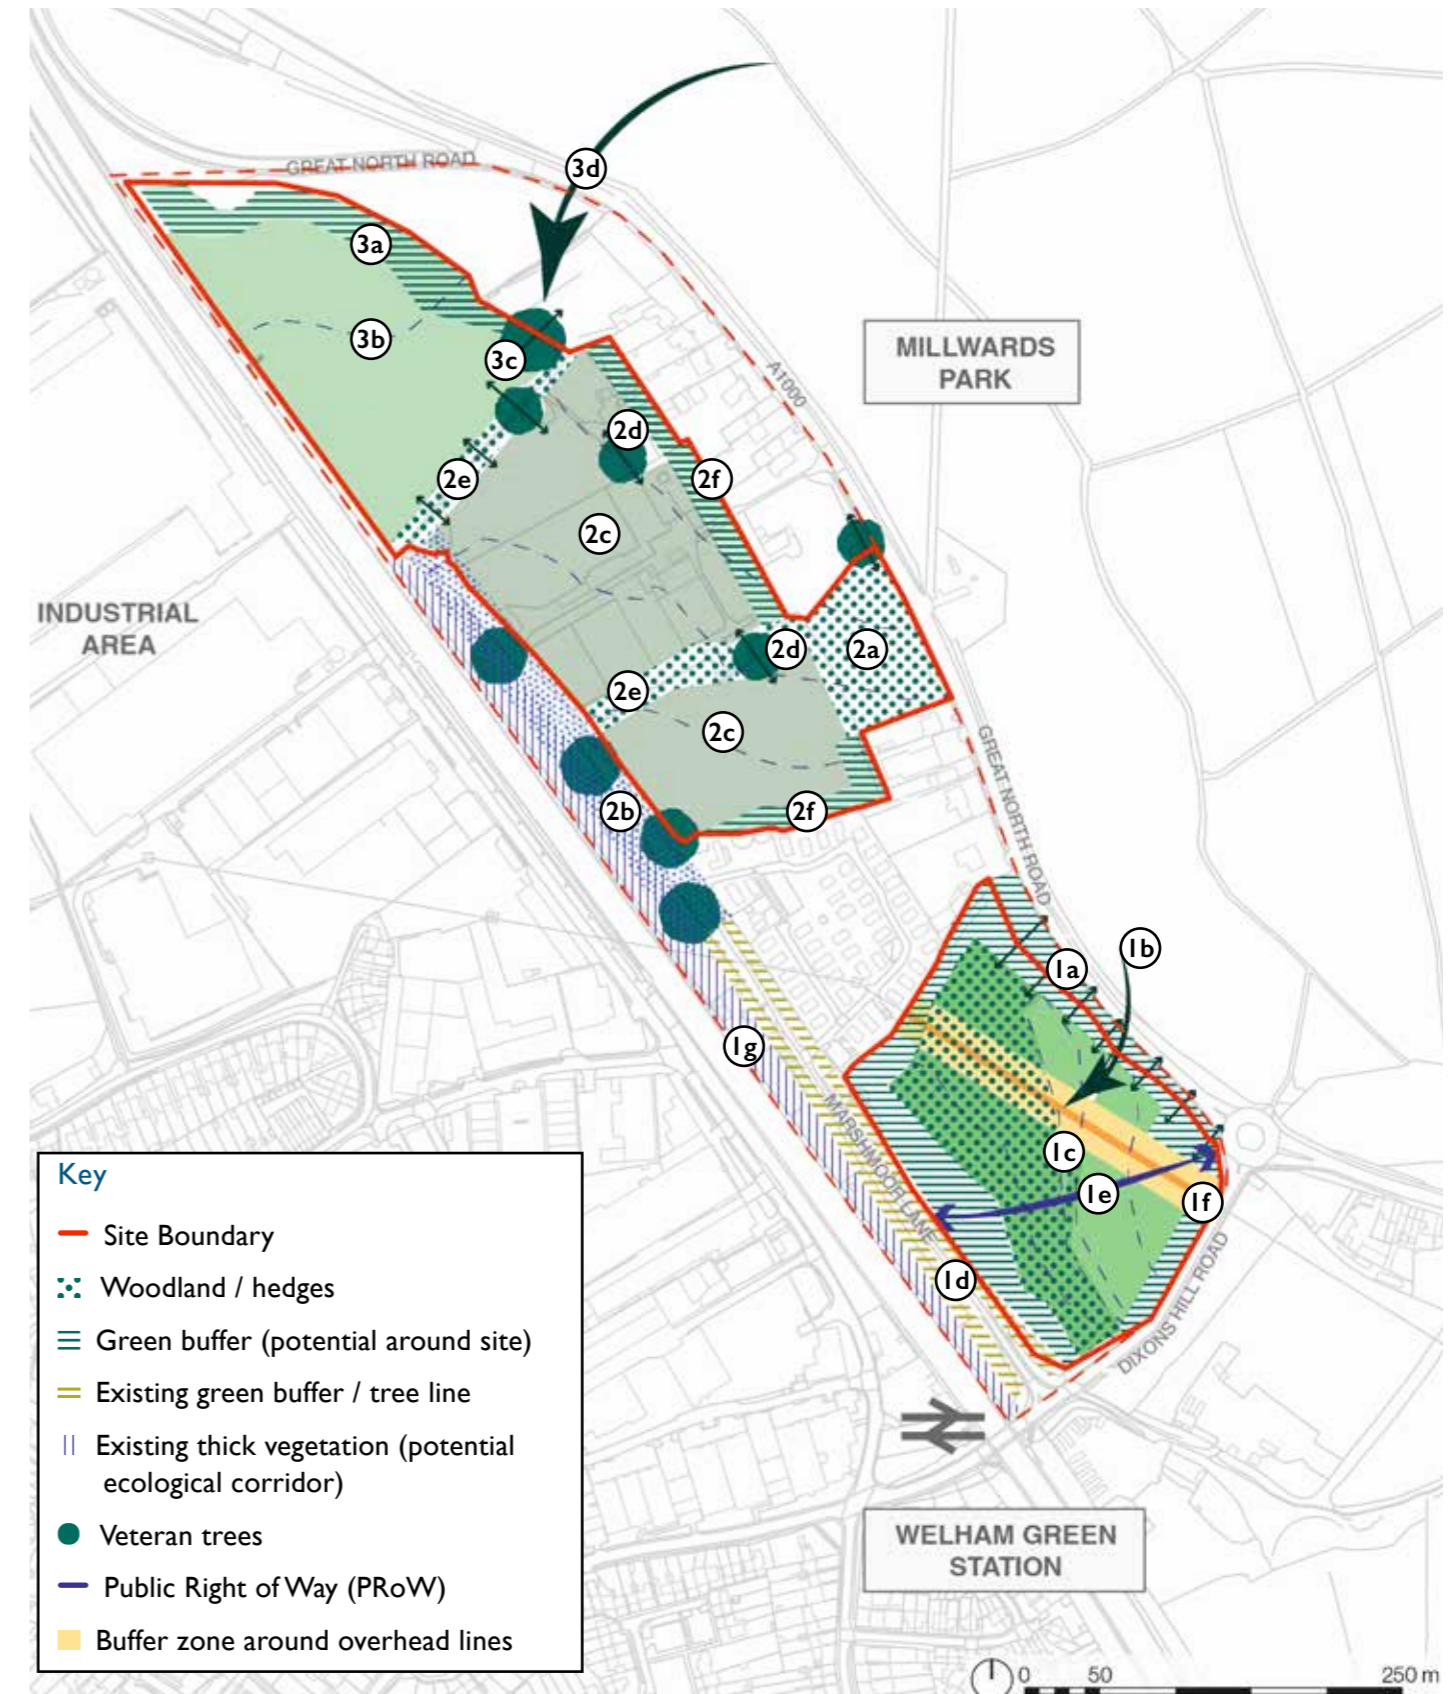 GREAT NORTH ROAD
3d
3a
3b
3c
MILLWARDS
PARK
A1000
2d
2e
2f
2c
INDUSTRIAL
AREA
2d
2a
2e
2c
2b
2f
GREAT NORTH ROAD
1a
1b
1g
MARSHMOOR LANE
1c
1e
1f
1d
DIXONS HILL ROAD
Key
Site Boundary
Woodland / hedges
Green buffer (potential around site)
Existing green buffer / tree line
Existing thick vegetation (potential
ecological corridor)
Veteran trees
Public Right of Way (PRoW)
Buffer zone around overhead lines
WELHAM GREEN
STATION
0 50 250 m